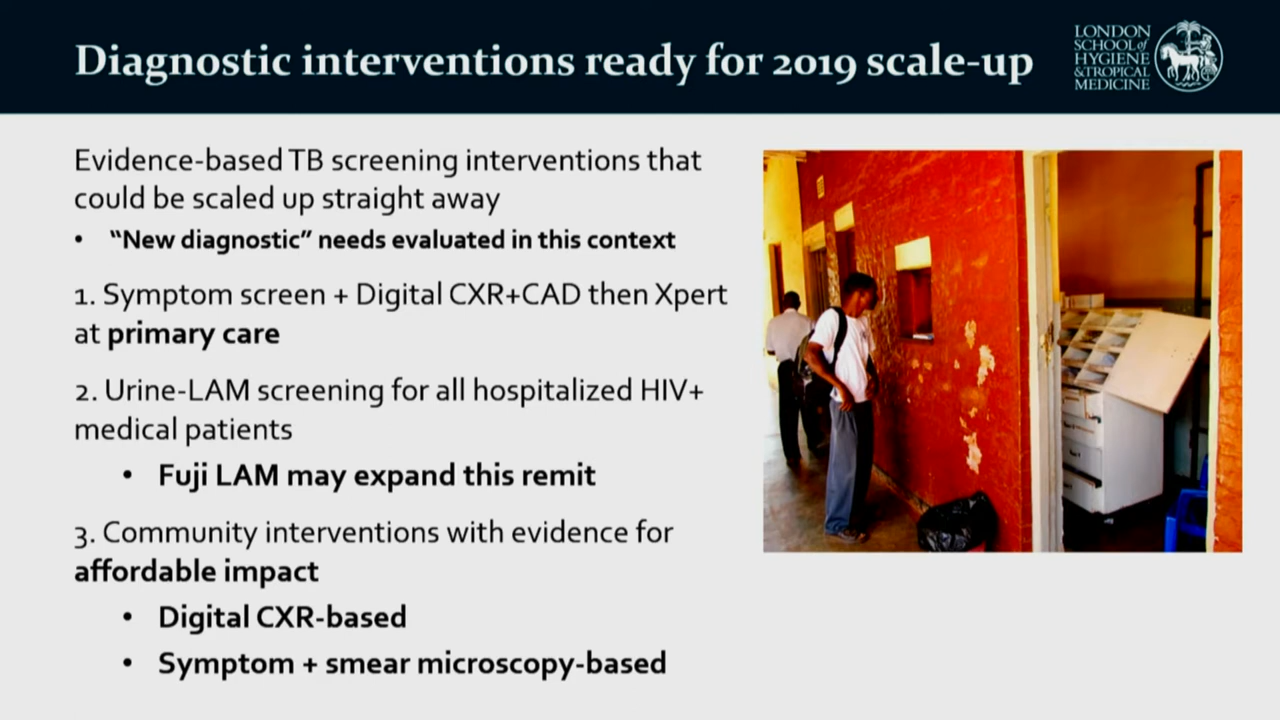 Diagnostic interventions ready for 2019 scale-up
LONDON
SCHOOL of
HYGIENE
& TROPICAL
MEDICINE
Evidence-based TB screening interventions that
could be scaled up straight away
• “New diagnostic” needs evaluated in this context
1. Symptom screen + Digital CXR+CAD then Xpert
at primary care
2. Urine-LAM screening for all hospitalized HIV+
medical patients
• Fuji LAM may expand this remit
3. Community interventions with evidence for
affordable impact
• Digital CXR-based
• Symptom + smear microscopy-based